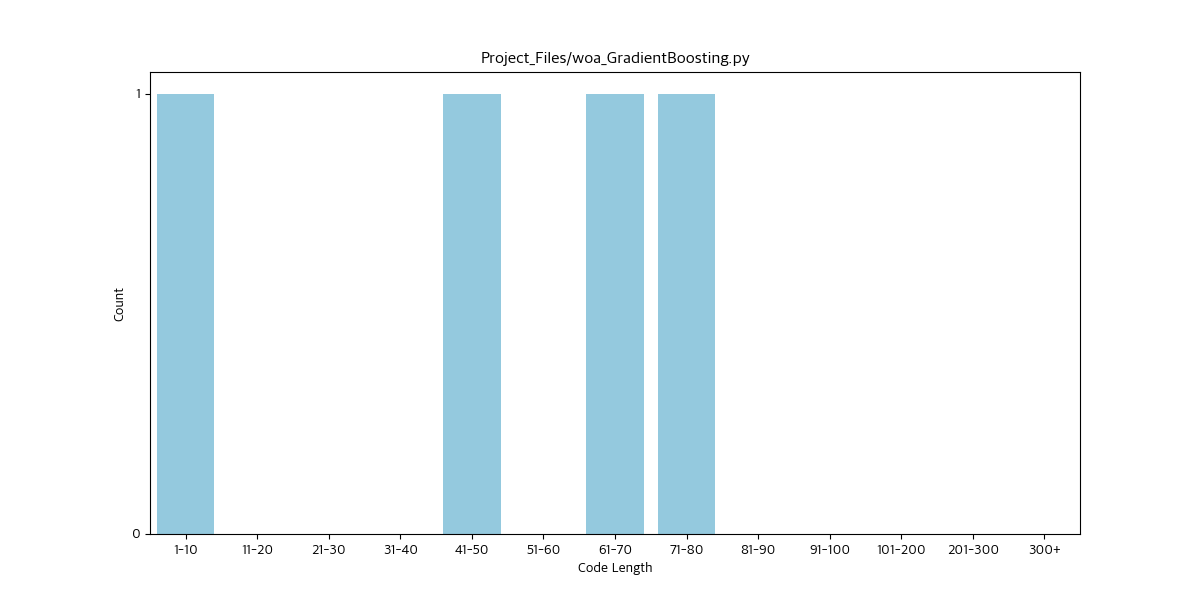 Project_Files/woa_GradientBoosting.py
1
Count
0
1-10 11-20 21-30 31-40 41-50 51-60 61-70 71-80 81-90 91-100 101-200 201-300 300+
Code Length